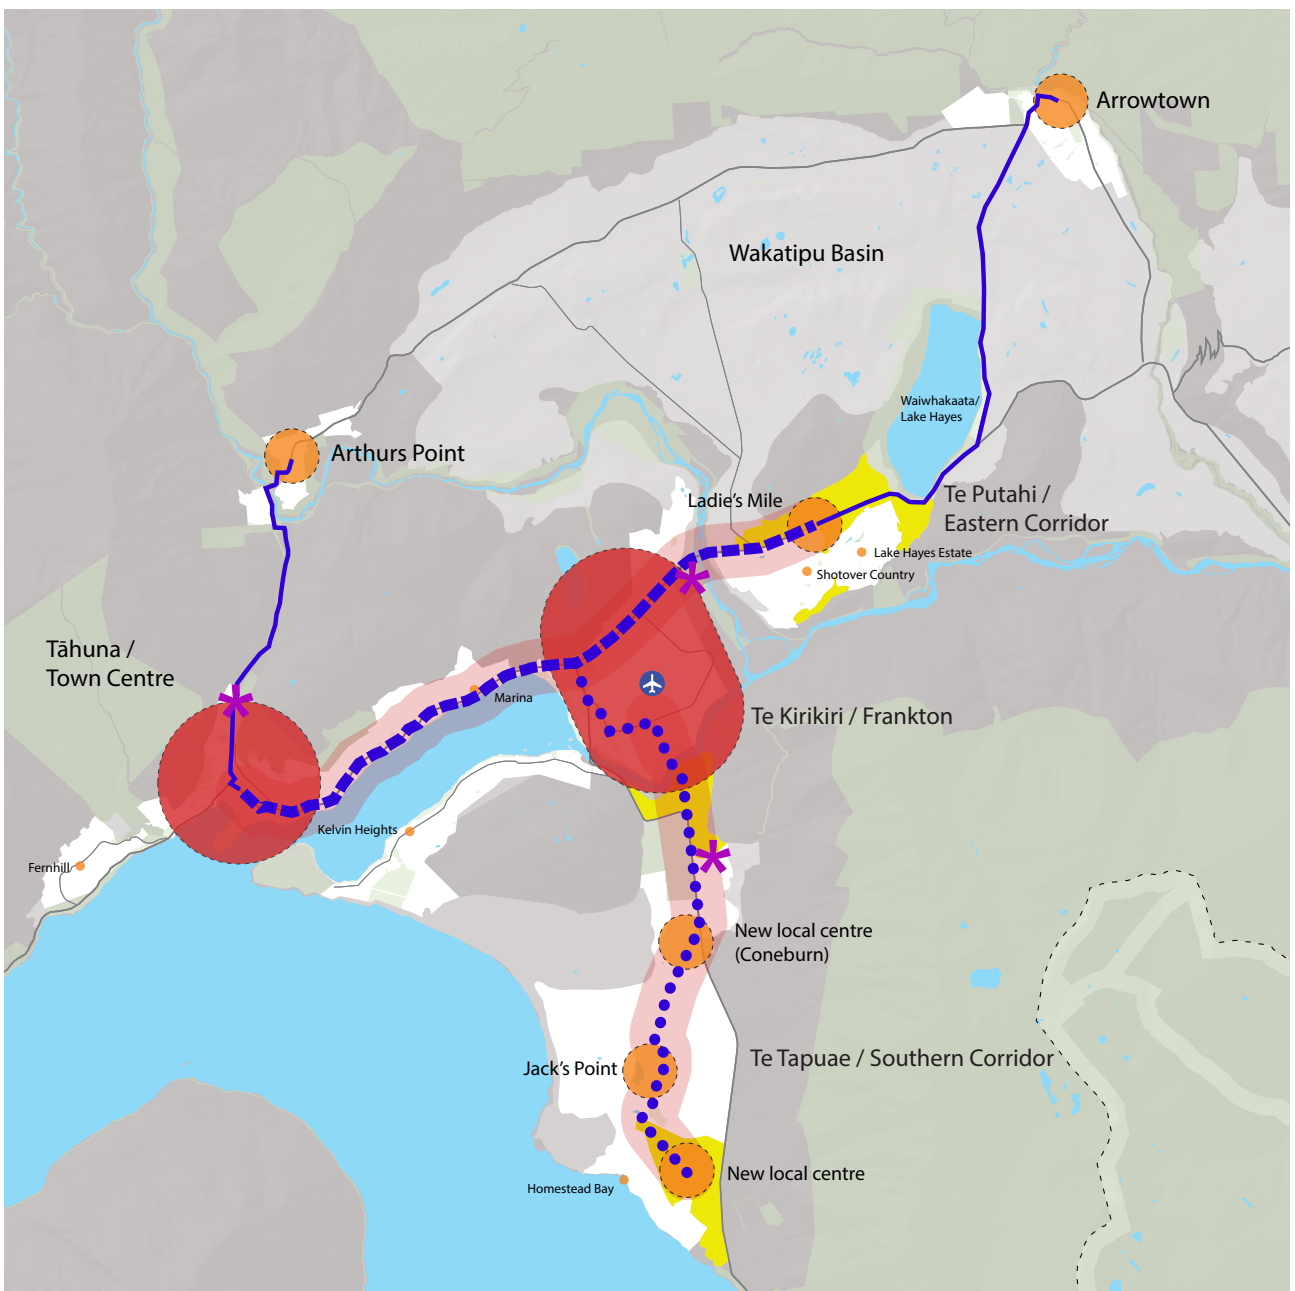 Arrowtown
Wakatipu Basin
Waiwhakaata/
Lake Hayes
Arthurs Point
Ladie's Mile
Te Putahi /
Eastern Corridor
Lake Hayes Estate
Shotover Country
Tāhuna /
Town Centre
Marina
Te Kirikiri / Frankton
Kelvin Heights
Fernhill
New local centre
(Coneburn)
Te Tapuae / Southern Corridor
Jack's Point
New local centre
Homestead Bay